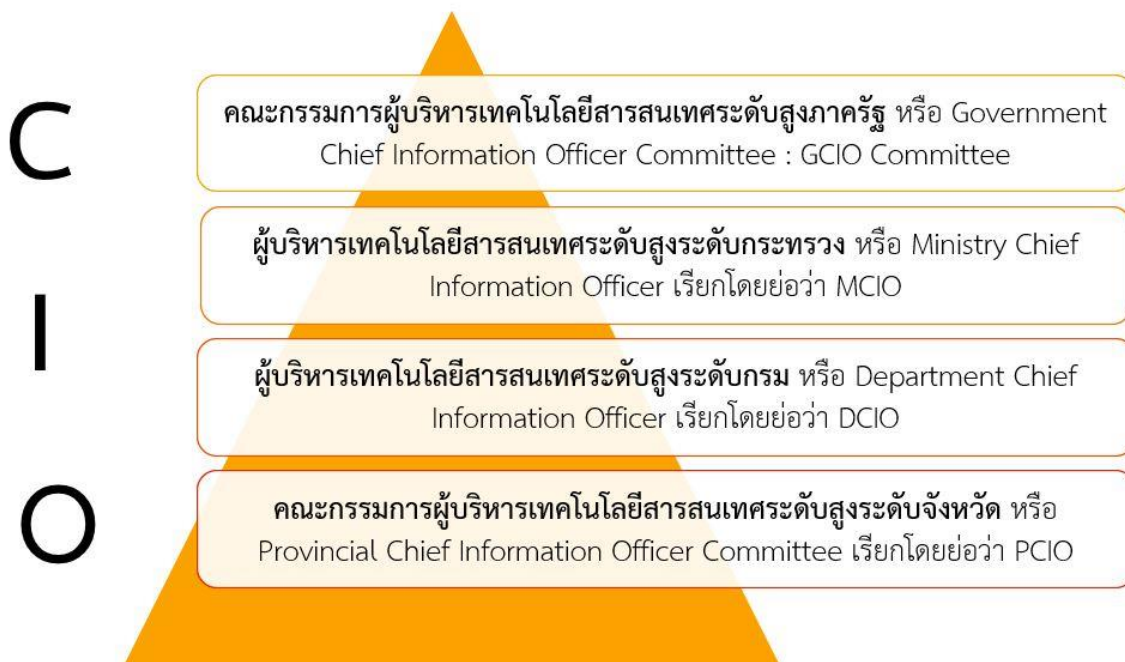 C
I
O
คณะกรรมการผู้บริหารเทคโนโลยีสารสนเทศระดับสูงภาครัฐ หรือ Government
Chief Information Officer Committee : GCIO Committee
ผู้บริหารเทคโนโลยีสารสนเทศระดับสูงระดับกระทรวง หรือ Ministry Chief
Information Officer เรียกโดยย่อว่า MCIO
ผู้บริหารเทคโนโลยีสารสนเทศระดับสูงระดับกรม หรือ Department Chief
Information Officer เรียกโดยย่อว่า DCIO
คณะกรรมการผู้บริหารเทคโนโลยีสารสนเทศระดับสูงระดับจังหวัด หรือ
Provincial Chief Information Officer Committee เรียกโดยย่อว่า PCIO